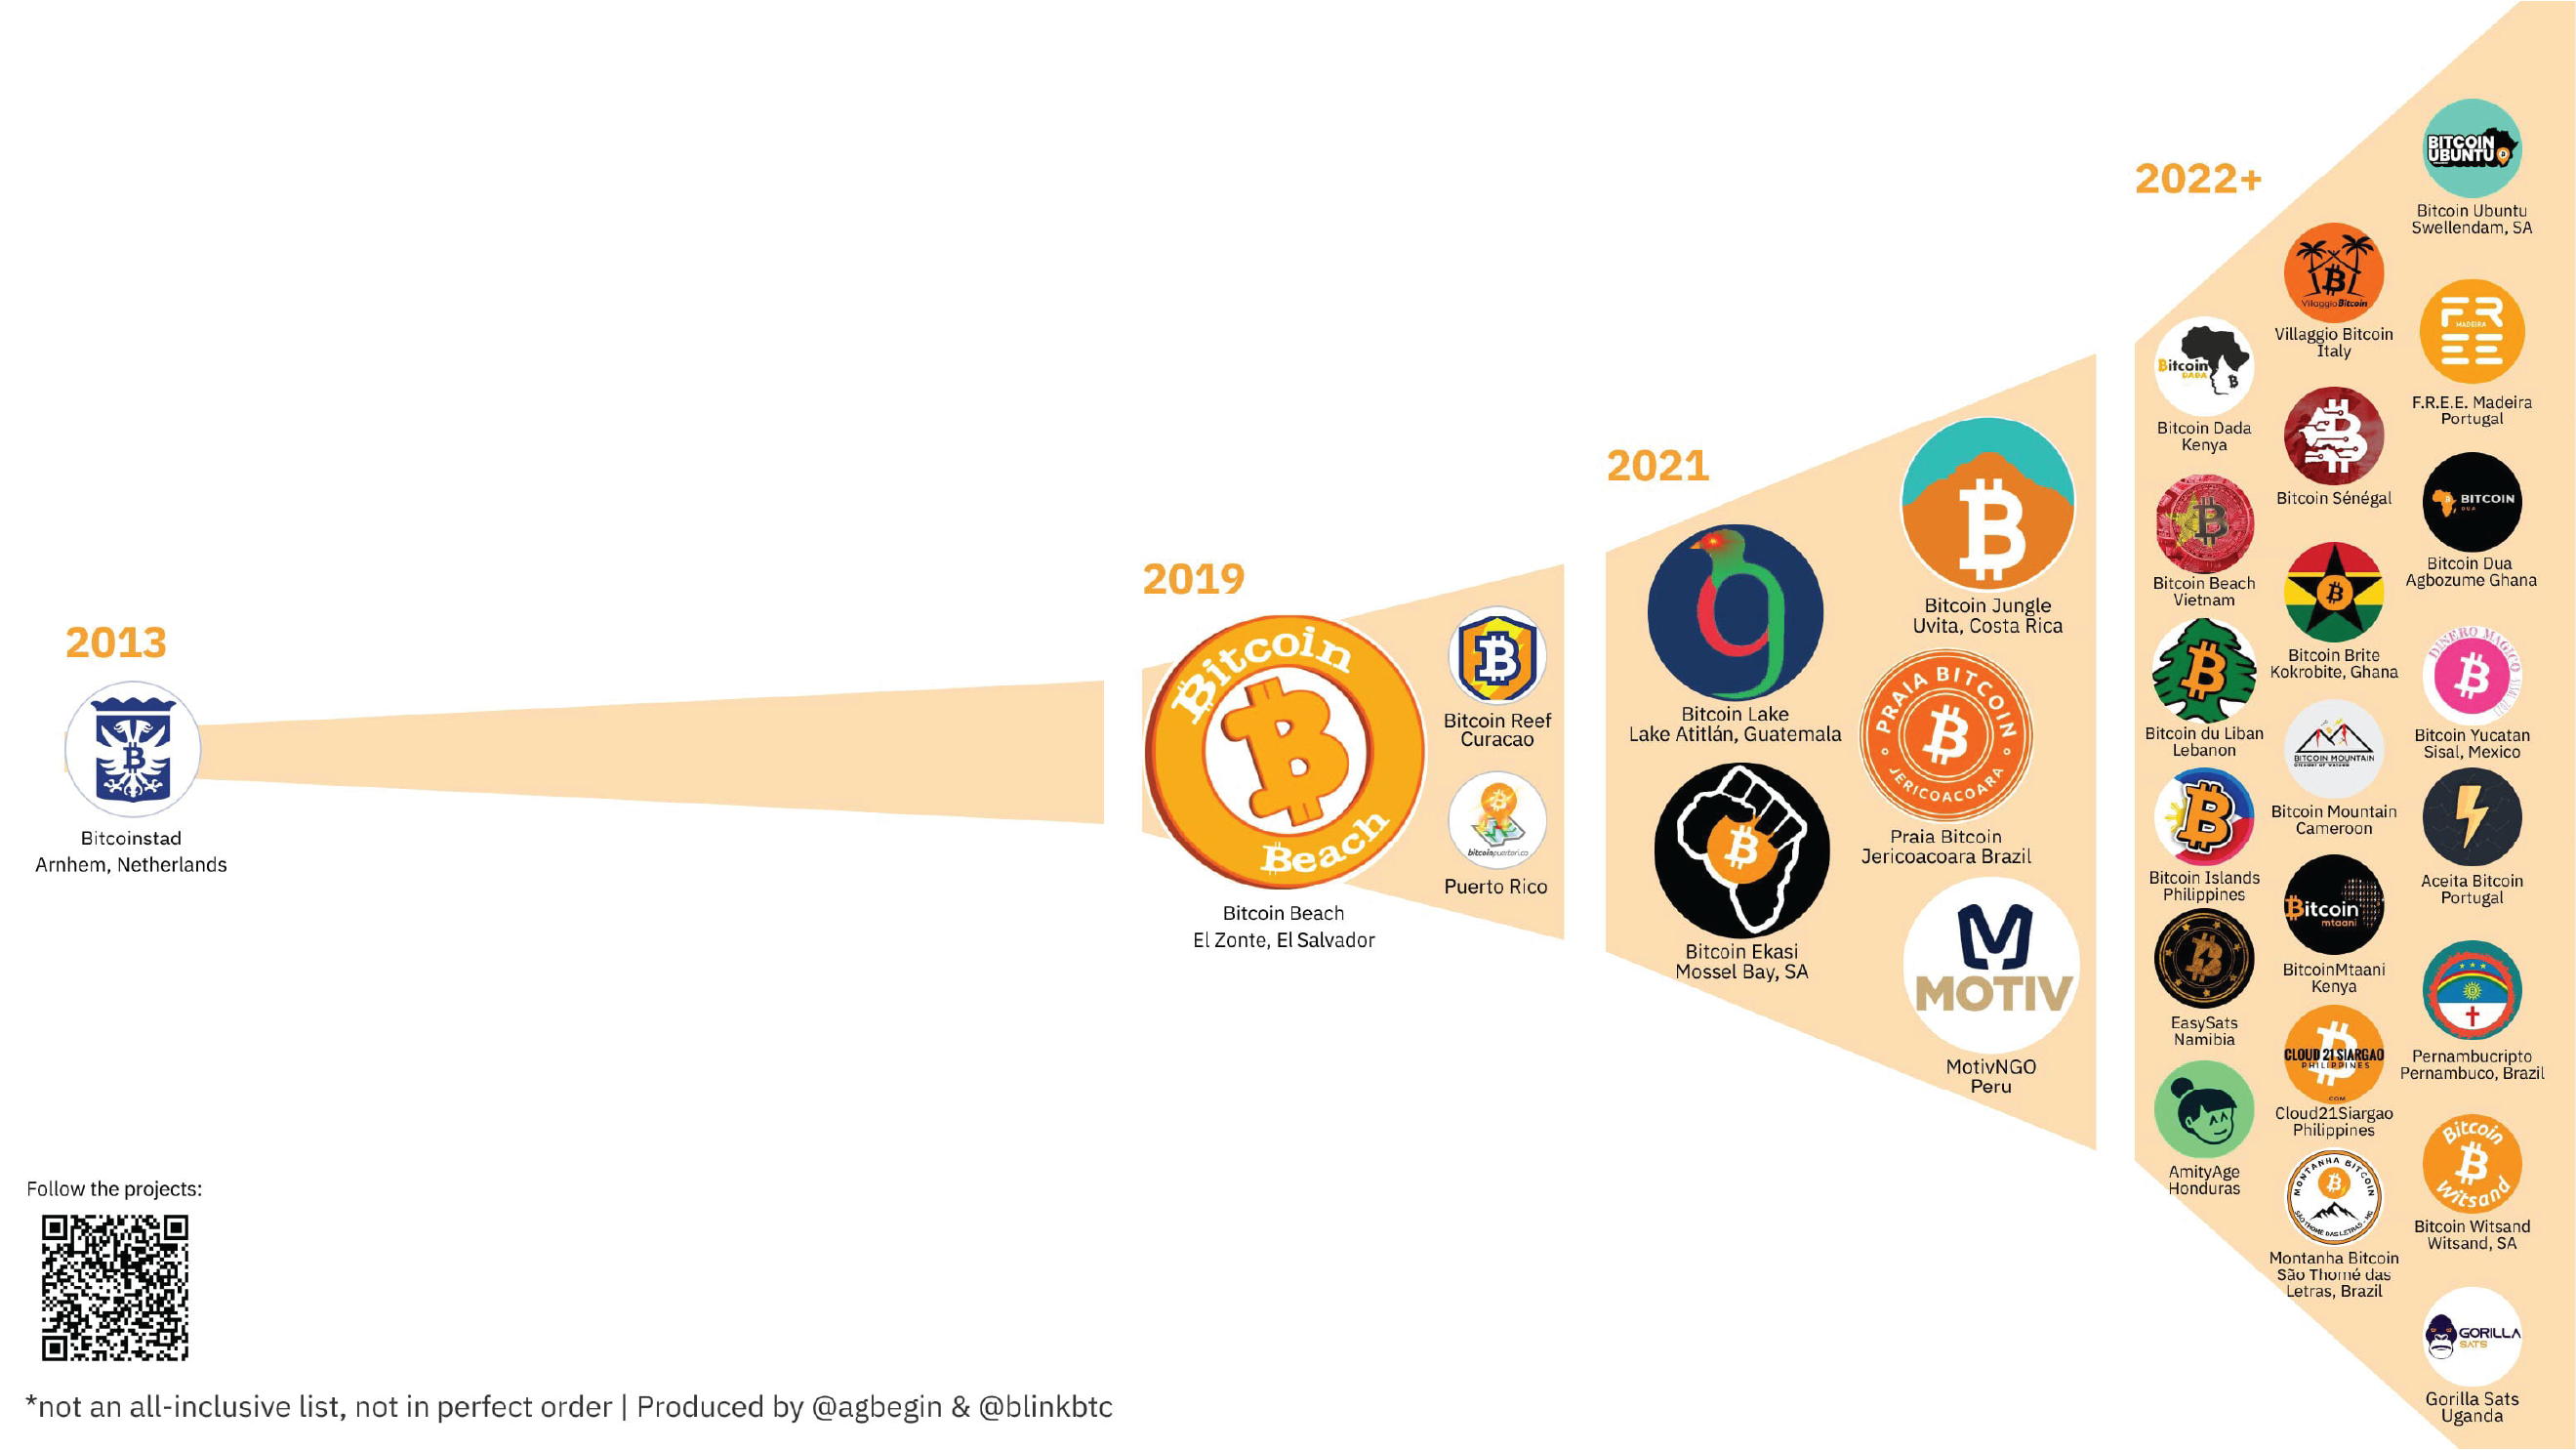 2013
Bitcoinstad
Arnhem, Netherlands
2019
Bitcoin
Beach
Bitcoin Beach
El Zonte, El Salvador
Bitcoin Reef
Curacao
bitcoinpuertori.co
Puerto Rico
2021
Bitcoin Lake
Lake Atitlán, Guatemala
Bitcoin Ekasi
Mossel Bay, SA
Bitcoin Jungle
Uvita, Costa Rica
PRAIA BITCOIN
JERICOACOARA
Praia Bitcoin
Jericoacoara Brazil
MOTIV
MotivNGO
Peru
2022+
Bitcoin
DADA
Bitcoin Dada
Kenya
Bitcoin Beach
Vietnam
Bitcoin du Liban
Lebanon
Bitcoin Islands
Philippines
EasySats
Namibia
AmityAge
Honduras
Villaggio Bitcoin
Villaggio Bitcoin
Italy
Bitcoin Sénégal
Bitcoin Brite
Kokrobite, Ghana
BITCOIN MOUNTAIN
Bitcoin Mountain
Cameroon
Bitcoin
mtaani
BitcoinMtaani
Kenya
CLOUD 21 SIARGAO
PHILIPPINES
.COM
Cloud21Siargao
Philippines
MONTANHA BITCOIN
SÃO THOMÉ DAS LETRAS - MG
Montanha Bitcoin
São Thomé das
Letras, Brazil
BITCOIN
UBUNTU
Bitcoin Ubuntu
Swellendam, SA
FR
MADEIRA
EE
F.R.E.E. Madeira
Portugal
BITCOIN
DUA
Bitcoin Dua
Agbozume Ghana
DINERO MAGICO
Bitcoin Yucatan
Sisal, Mexico
Aceita Bitcoin
Portugal
Pernambucripto
Pernambuco, Brazil
Bitcoin
Witsand
Bitcoin Witsand
Witsand, SA
GORILLA
SATS
Gorilla Sats
Uganda
Follow the projects:
*not an all-inclusive list, not in perfect order | Produced by @agbegin & @blinkbtc